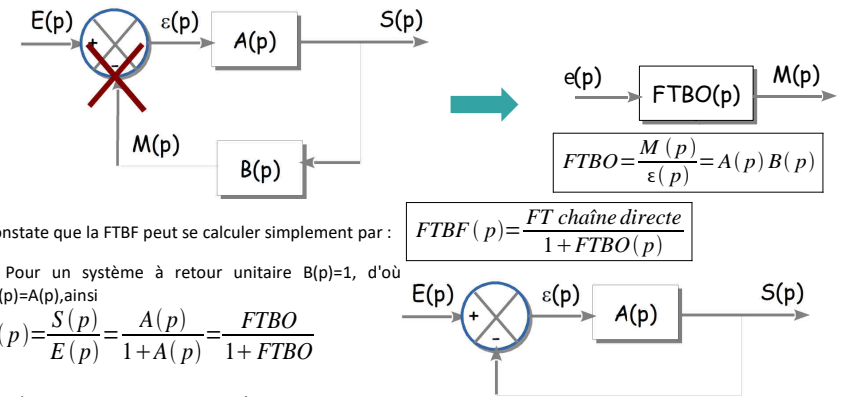 E(p) ε(p) S(p)
+ A(p)
-
M(p)
B(p)
e(p) FTBO(p) M(p)
FTBO = M(p) / ε(p) = A(p) B(p)
constate que la FTBF peut se calculer simplement par :
FTBF(p) = FT chaîne directe / 1 + FTBO(p)
Pour un système à retour unitaire B(p)=1, d'où
(p)=A(p),ainsi
(p) = S(p) / E(p) = A(p) / 1 + A(p) = FTBO / 1 + FTBO
E(p) ε(p) S(p)
+ A(p)
-